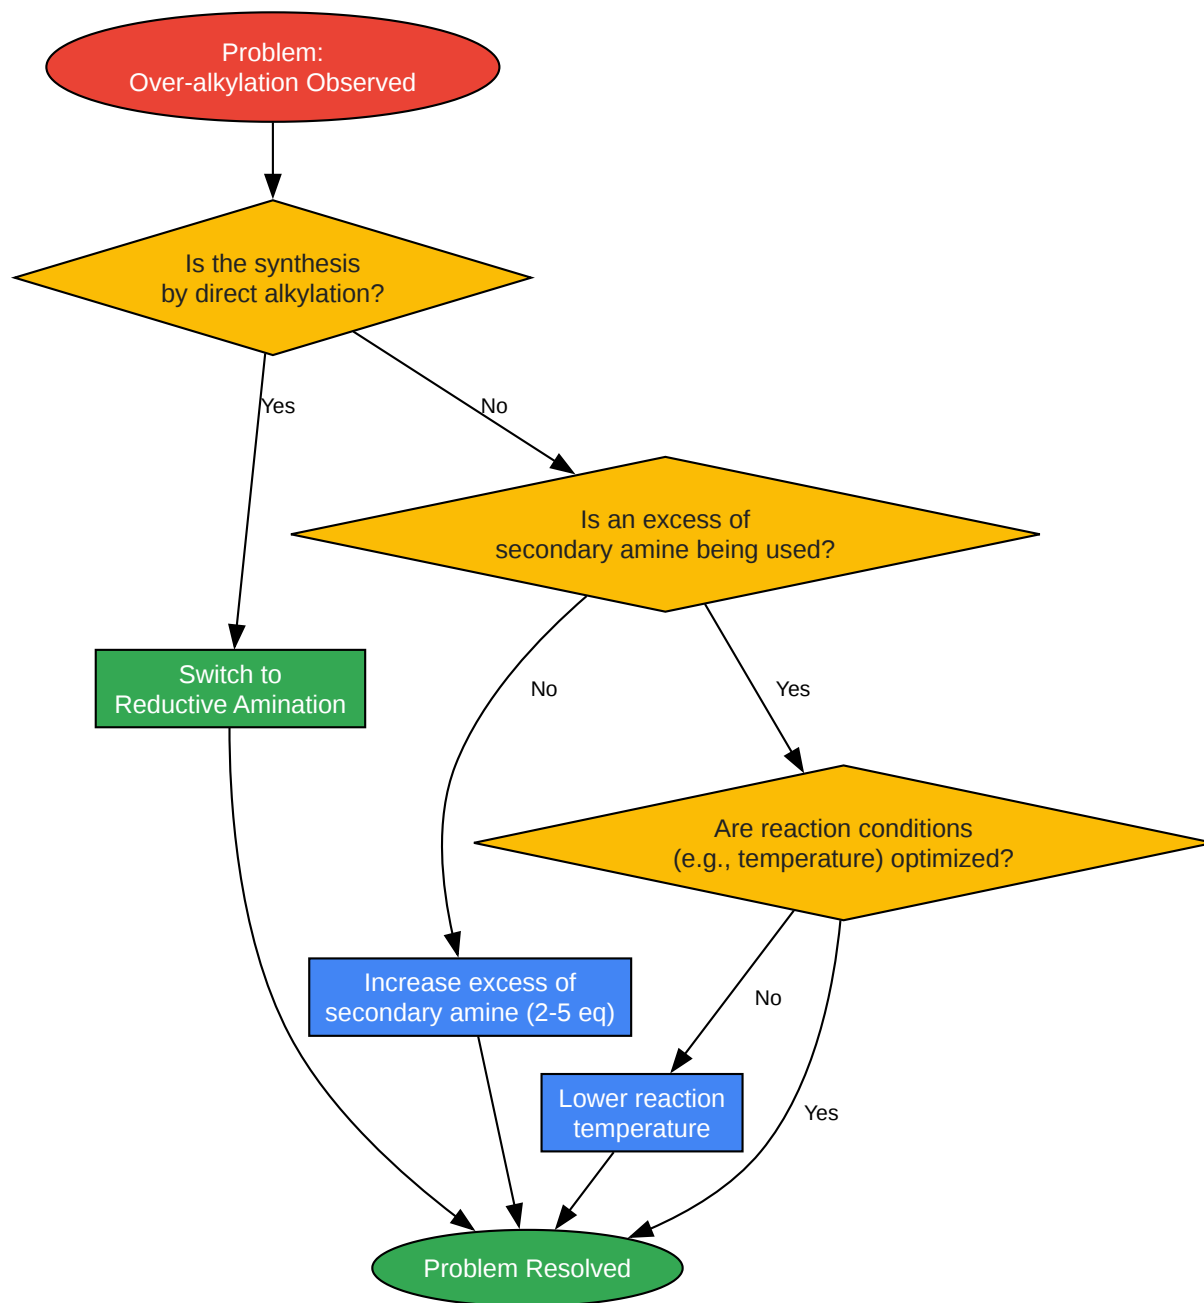 Problem:
Over-alkylation Observed
Is the synthesis
by direct alkylation?
Yes
No
Is an excess of
secondary amine being used?
Switch to
Reductive Amination
No
Yes
Are reaction conditions
(e.g., temperature) optimized?
Increase excess of
secondary amine (2-5 eq)
No
Lower reaction
temperature
Yes
Problem Resolved